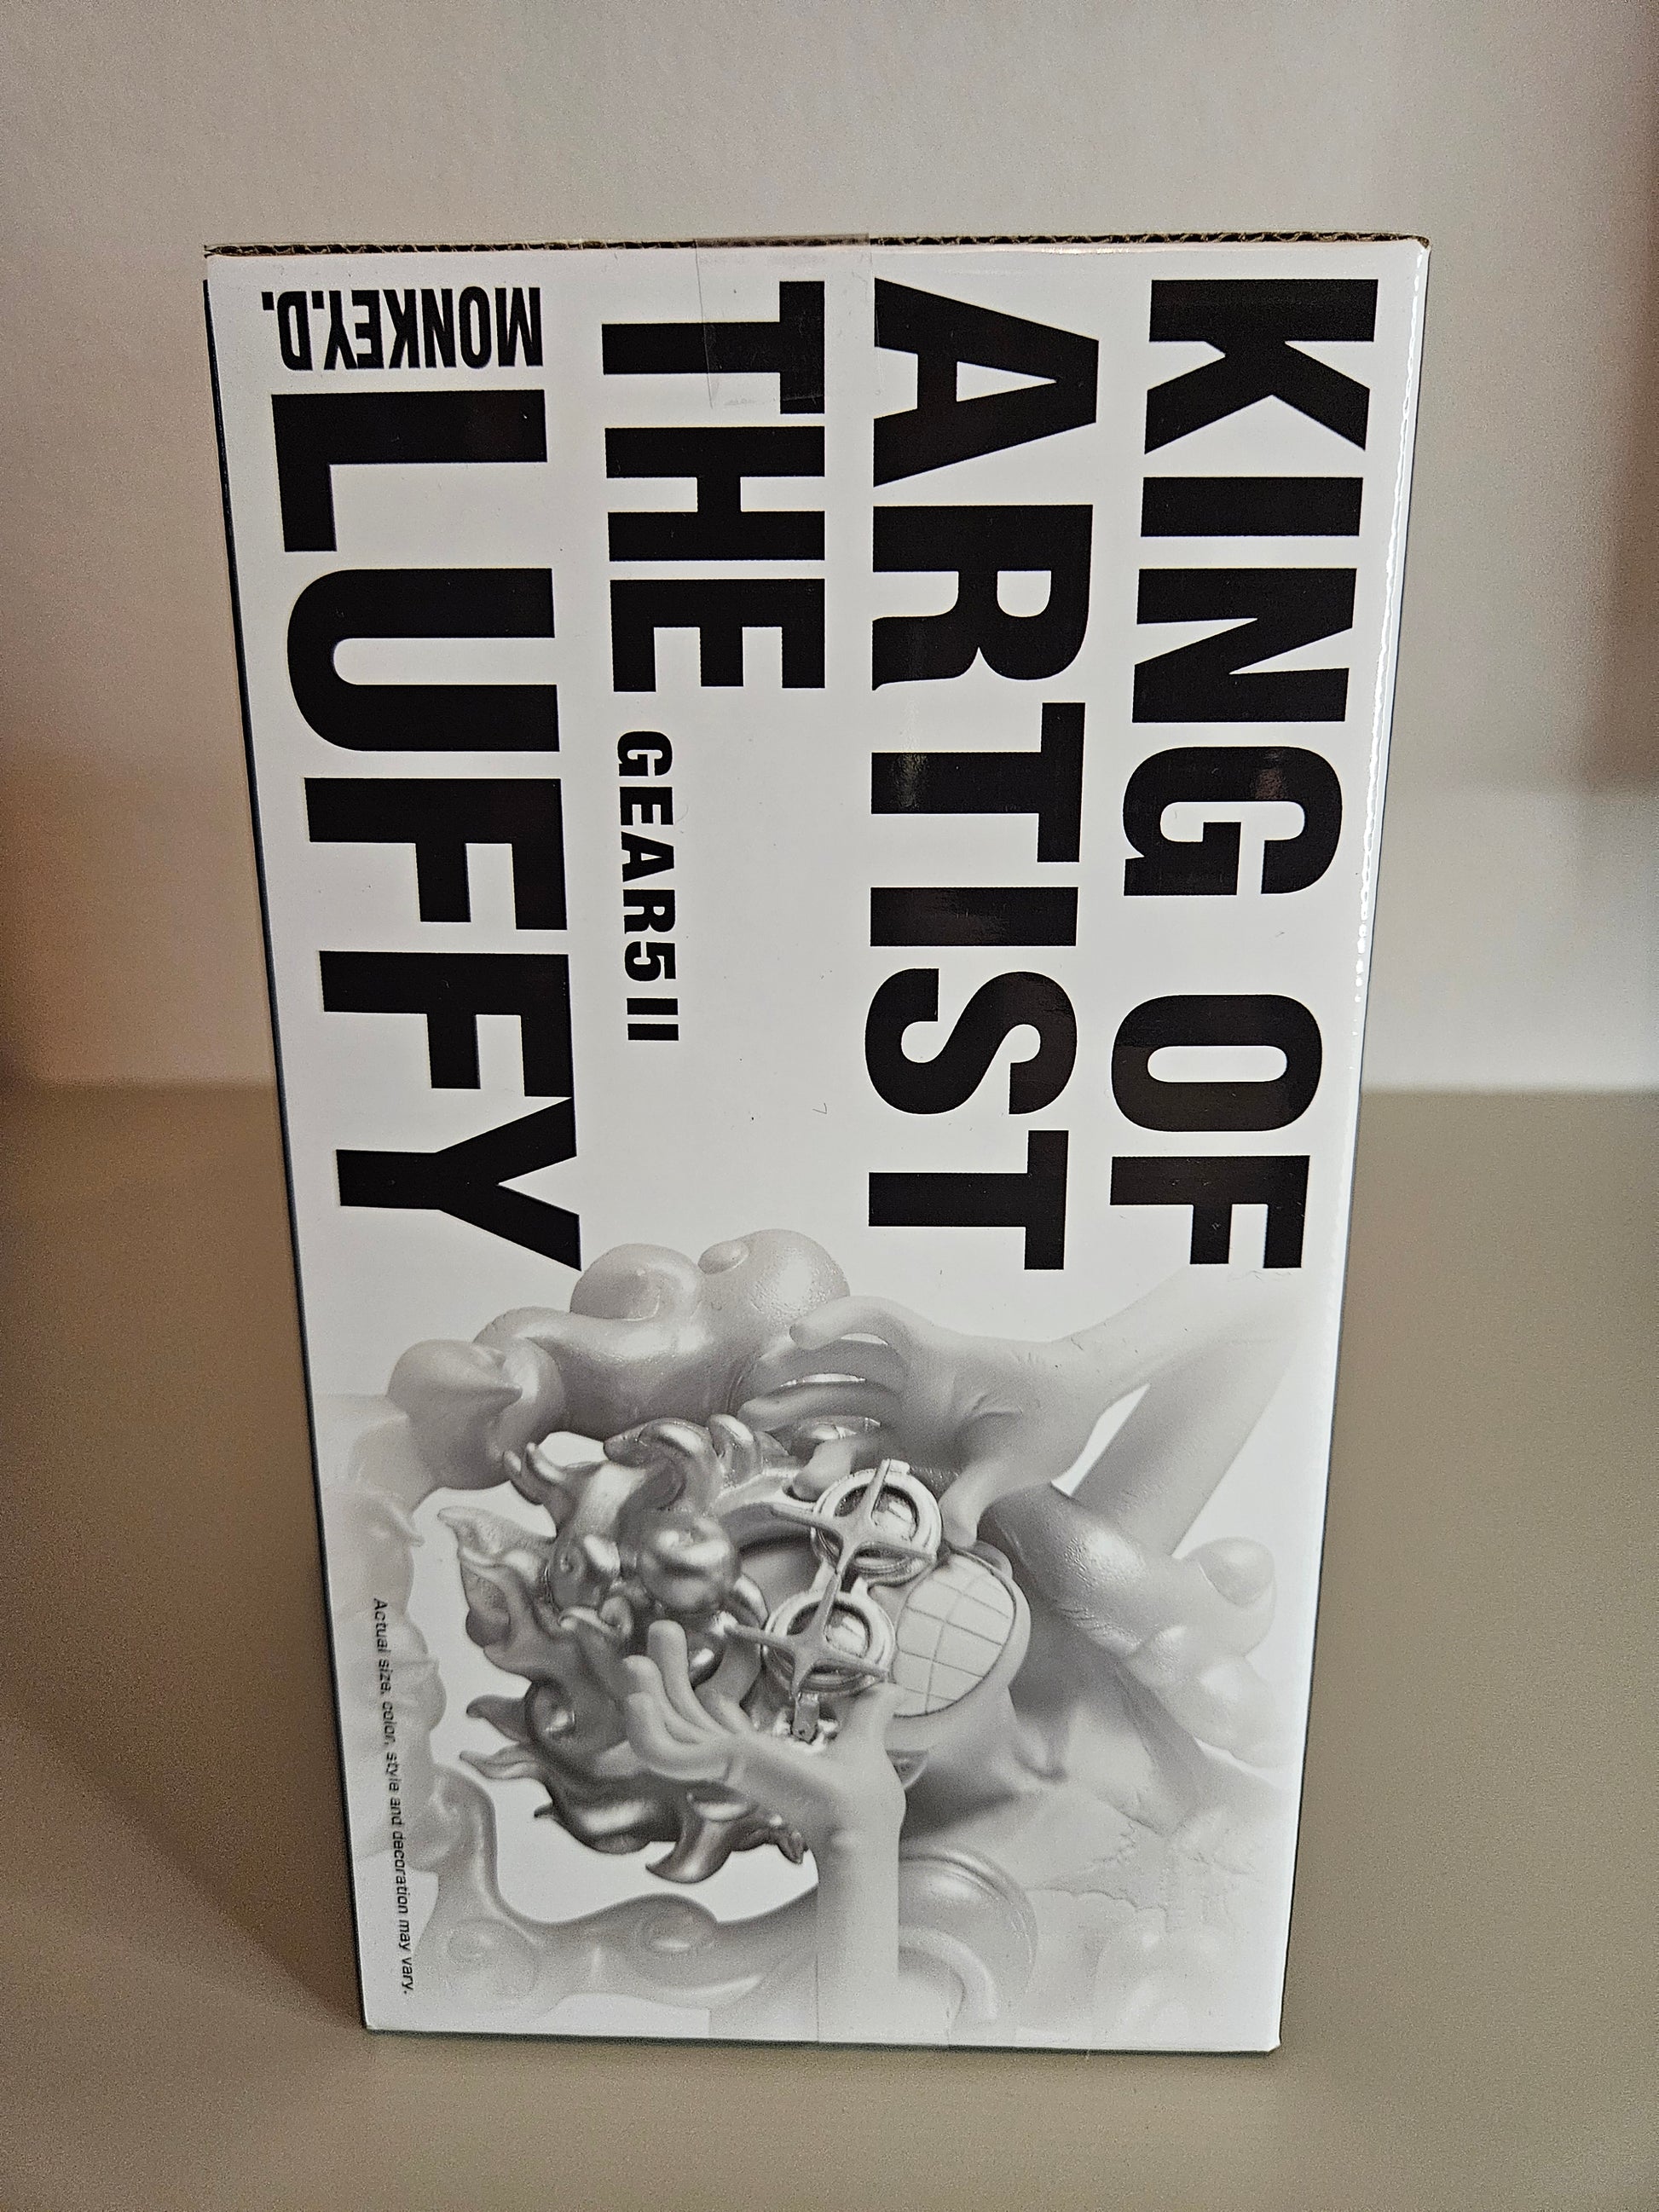 KING OF
ARTIST
THE GEAR5 II
MONKEY.D.
LUFFY
Actual size, color, style and decoration may vary.